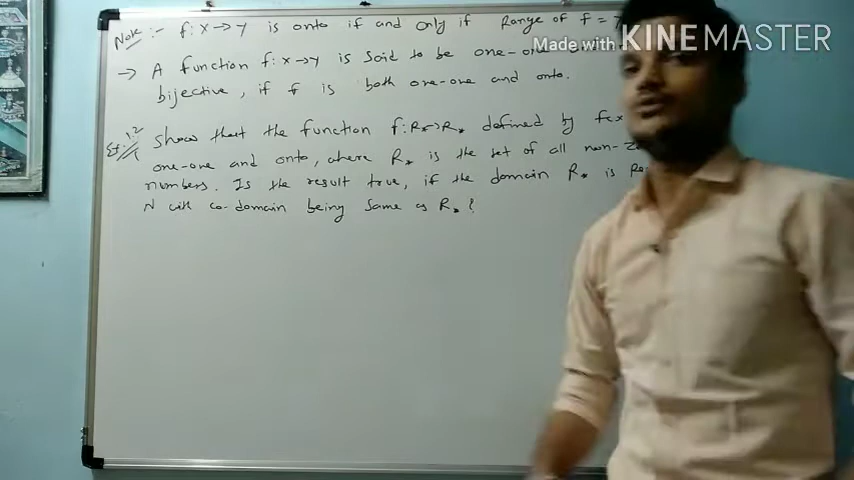 Note :- f: X → Y is onto if and only if Range of f =
Made with KINEMASTER
→ A function f: X → Y is said to be one-one
bijective, if f is both one-one and onto.
Ex: 1.2 Show that the function f: R* → R* defined by f(x
one-one and onto, where R* is the set of all non-
numbers. Is the result true, if the domain R* is
N with co-domain being same as R* ?